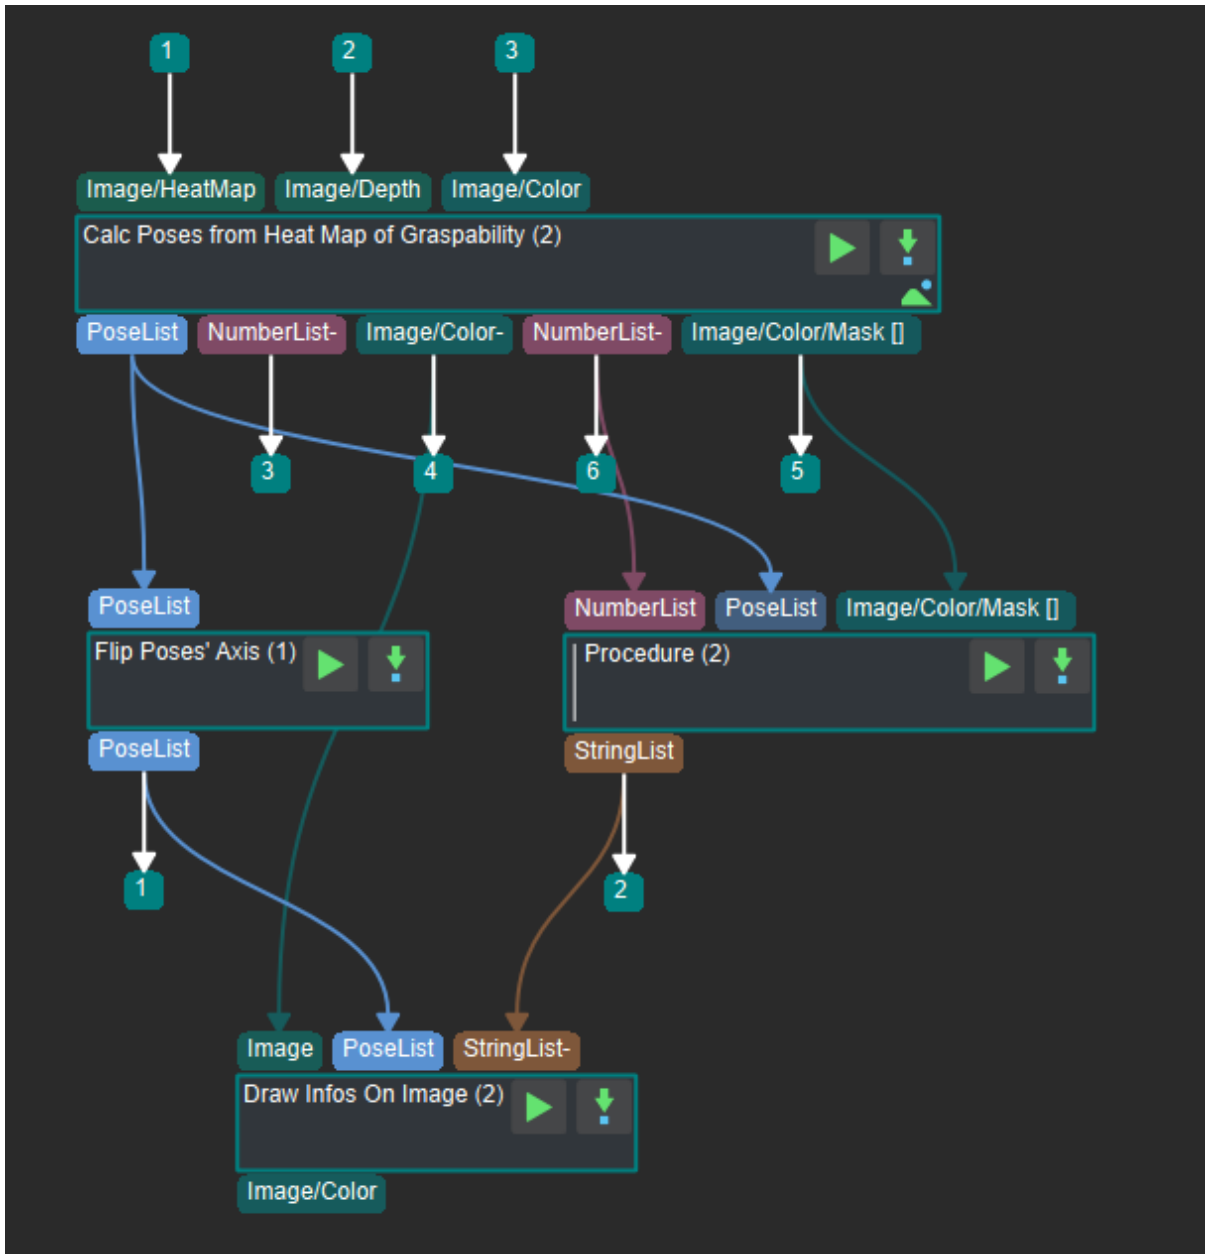 1 2 3
Image/HeatMap Image/Depth Image/Color
Calc Poses from Heat Map of Graspability (2)
PoseList NumberList- Image/Color- NumberList- Image/Color/Mask []
3 4 6 5
PoseList NumberList PoseList Image/Color/Mask []
Flip Poses' Axis (1) Procedure (2)
PoseList StringList
1 2
Image PoseList StringList-
Draw Infos On Image (2)
Image/Color